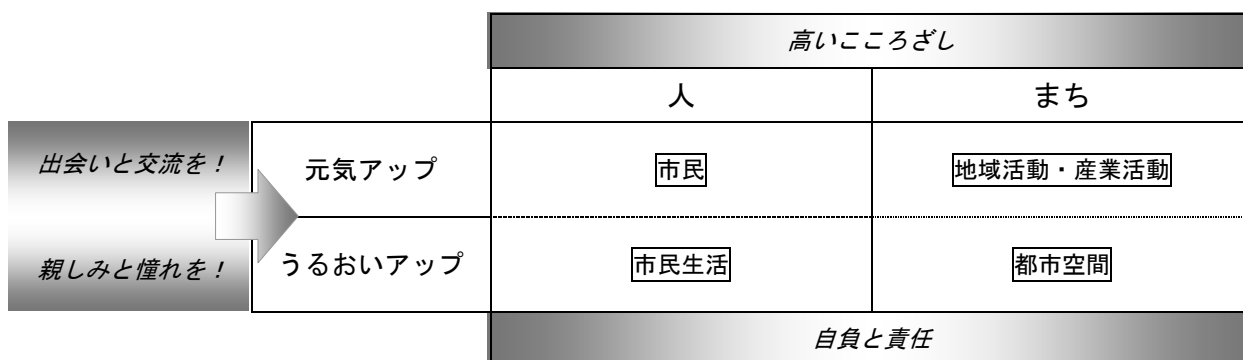 高いこころざし
人
まち
出会いと交流を！
元気アップ
市民
地域活動・産業活動
親しみと憧れを！
うるおいアップ
市民生活
都市空間
自負と責任